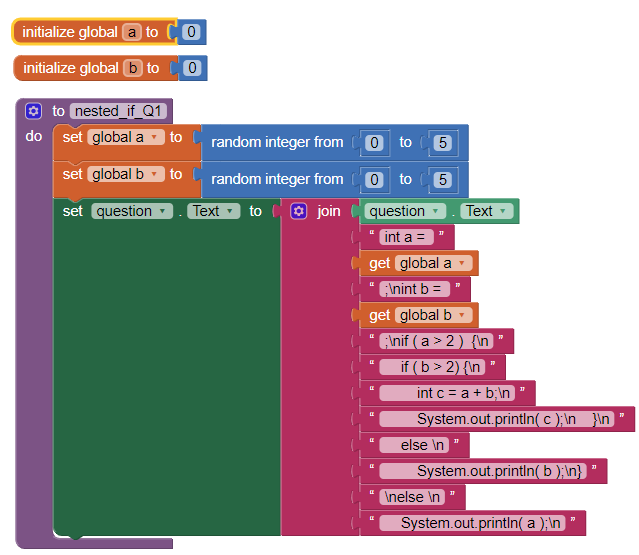 initialize global a to 0
initialize global b to 0
to nested_if_Q1
do set global a to random integer from 0 to 5
set global b to random integer from 0 to 5
set question . Text to join question . Text
“ int a = ”
get global a
“ ;\nint b = ”
get global b
“ ;\nif ( a > 2 ) {\n ”
“ if ( b > 2) {\n ”
“ int c = a + b;\n ”
“ System.out.println( c );\n }\n ”
“ else \n ”
“ System.out.println( b );\n} ”
“ \nelse \n ”
“ System.out.println( a );\n ”